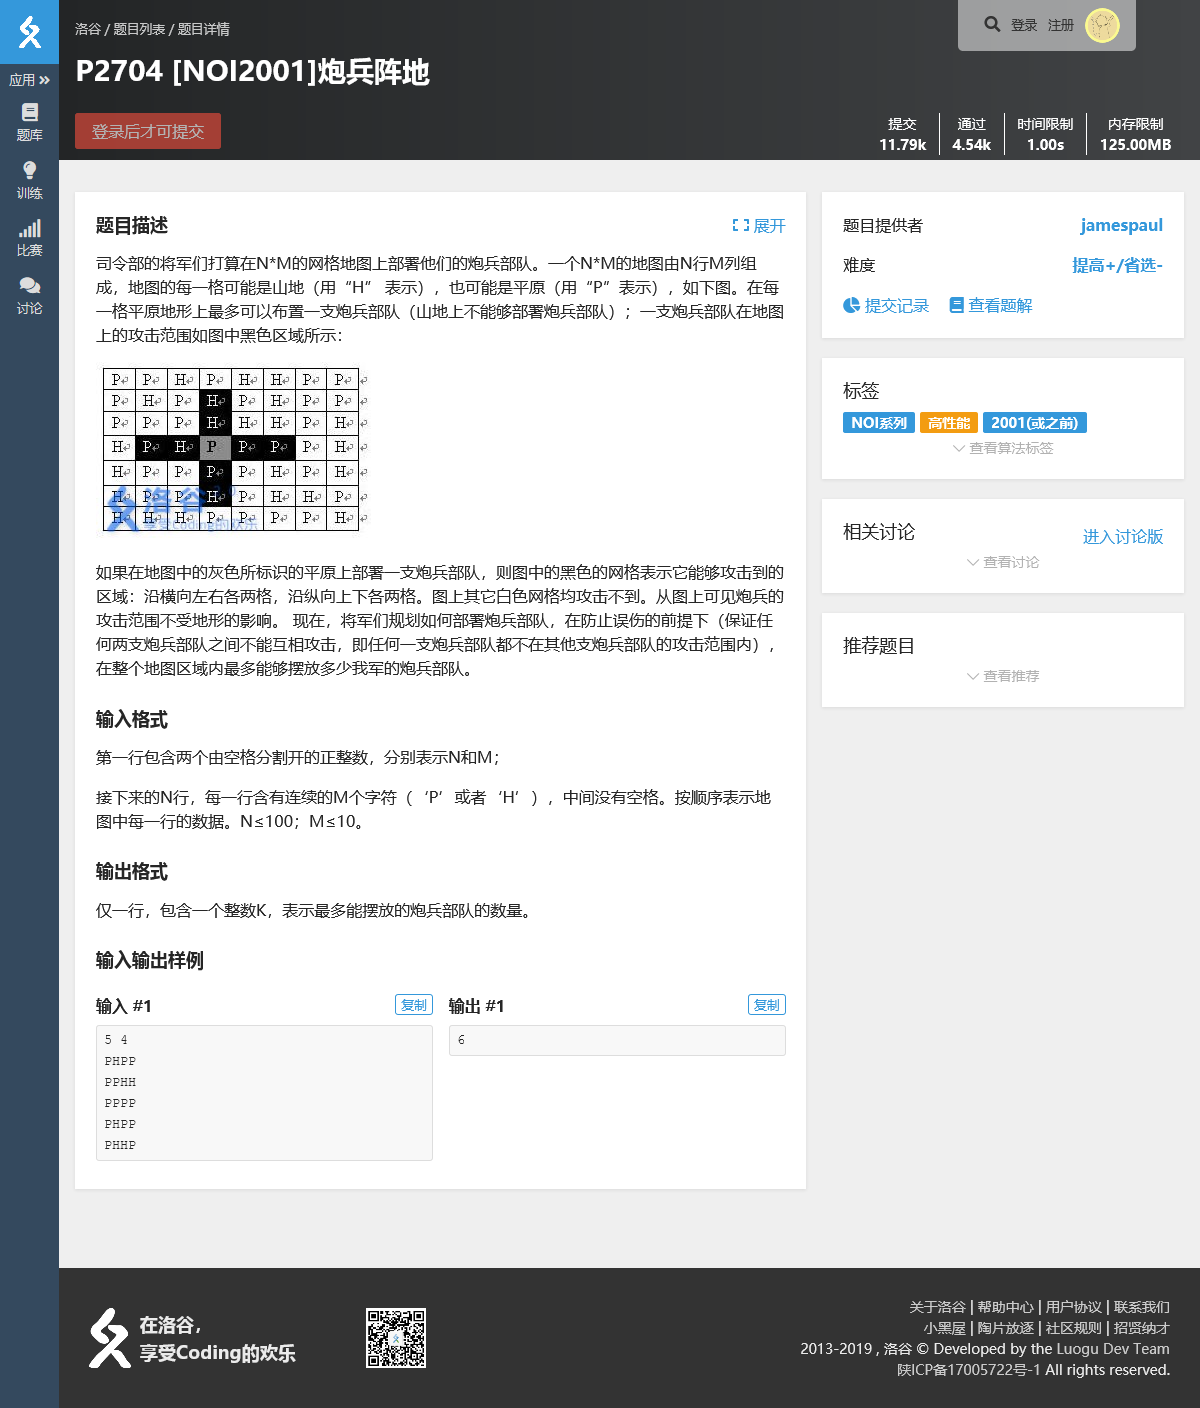 洛谷 / 题目列表 / 题目详情
登录 注册
P2704 [NOI2001]炮兵阵地
登录后才可提交
提交 通过 时间限制 内存限制
11.79k 4.54k 1.00s 125.00MB
应用
题库
训练
比赛
讨论
题目描述
展开
司令部的将军们打算在N*M的网格地图上部署他们的炮兵部队。一个N*M的地图由N行M列组
成，地图的每一格可能是山地（用“H” 表示），也可能是平原（用“P”表示），如下图。在每
一格平原地形上最多可以布置一支炮兵部队（山地上不能够部署炮兵部队）；一支炮兵部队在地图
上的攻击范围如图中黑色区域所示：
P P H P H H P P
P H P H P H P P
P P P H H H P H
H P H P P P P H
H P P P P H P H
H P P H P H H P
H H H P P P P H
洛谷
享受Coding的欢乐
如果在地图中的灰色所标识的平原上部署一支炮兵部队，则图中的黑色的网格表示它能够攻击到的
区域：沿横向左右各两格，沿纵向上下各两格。图上其它白色网格均攻击不到。从图上可见炮兵的
攻击范围不受地形的影响。 现在，将军们规划如何部署炮兵部队，在防止误伤的前提下（保证任
何两支炮兵部队之间不能互相攻击，即任何一支炮兵部队都不在其他支炮兵部队的攻击范围内），
在整个地图区域内最多能够摆放多少我军的炮兵部队。
输入格式
第一行包含两个由空格分割开的正整数，分别表示N和M；
接下来的N行，每一行含有连续的M个字符（‘P’或者‘H’），中间没有空格。按顺序表示地
图中每一行的数据。N≤100；M≤10。
输出格式
仅一行，包含一个整数K，表示最多能摆放的炮兵部队的数量。
输入输出样例
输入 #1
复制
5 4
PHPP
PPHH
PPPP
PHPP
PHHP
输出 #1
复制
6
题目提供者
jamespaul
难度
提高+/省选-
提交记录 查看题解
标签
NOI系列 高性能 2001(或之前)
查看算法标签
相关讨论
进入讨论版
查看讨论
推荐题目
查看推荐
在洛谷，
享受Coding的欢乐
关于洛谷 | 帮助中心 | 用户协议 | 联系我们
小黑屋 | 陶片放逐 | 社区规则 | 招贤纳才
2013-2019 , 洛谷 © Developed by the Luogu Dev Team
陕ICP备17005722号-1 All rights reserved.